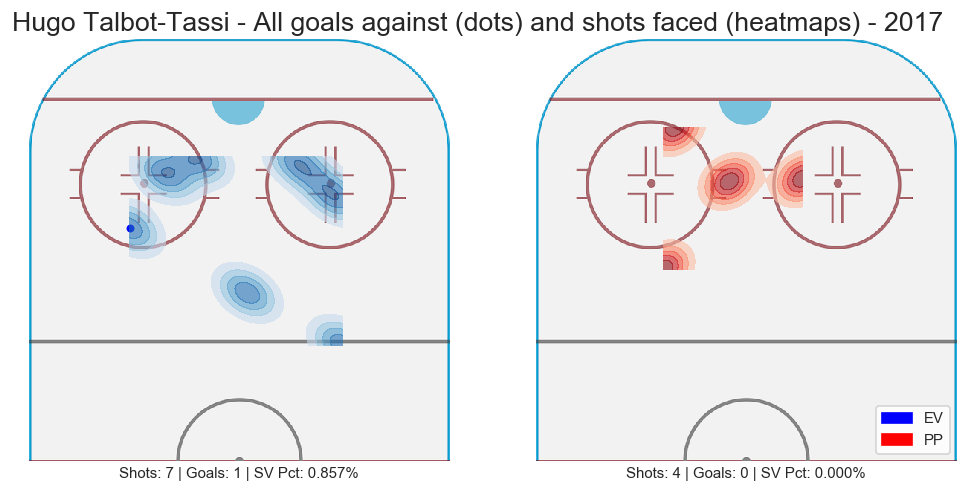 Hugo Talbot-Tassi - All goals against (dots) and shots faced (heatmaps) - 2017
EV
PP
Shots: 7 | Goals: 1 | SV Pct: 0.857%
Shots: 4 | Goals: 0 | SV Pct: 0.000%